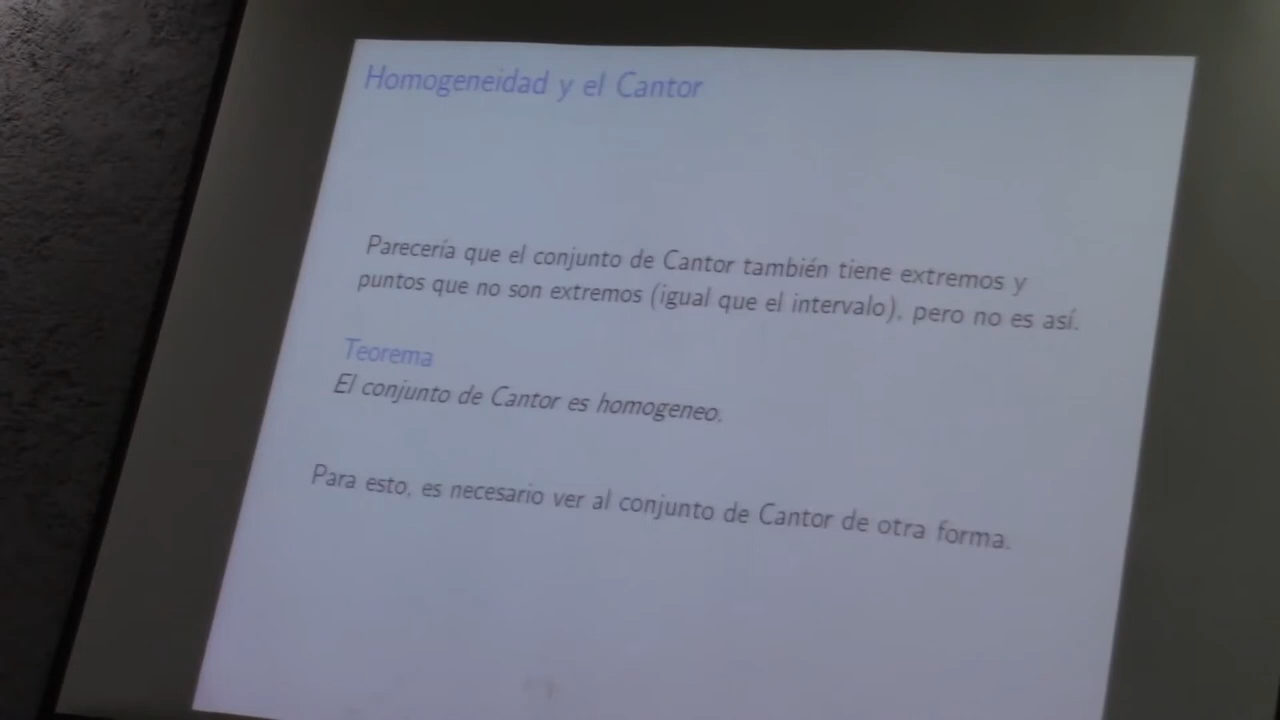 Homogeneidad y el Cantor
Parecería que el conjunto de Cantor también tiene extremos y
puntos que no son extremos (igual que el intervalo), pero no es así.
Teorema
El conjunto de Cantor es homogeneo.
Para esto, es necesario ver al conjunto de Cantor de otra forma.